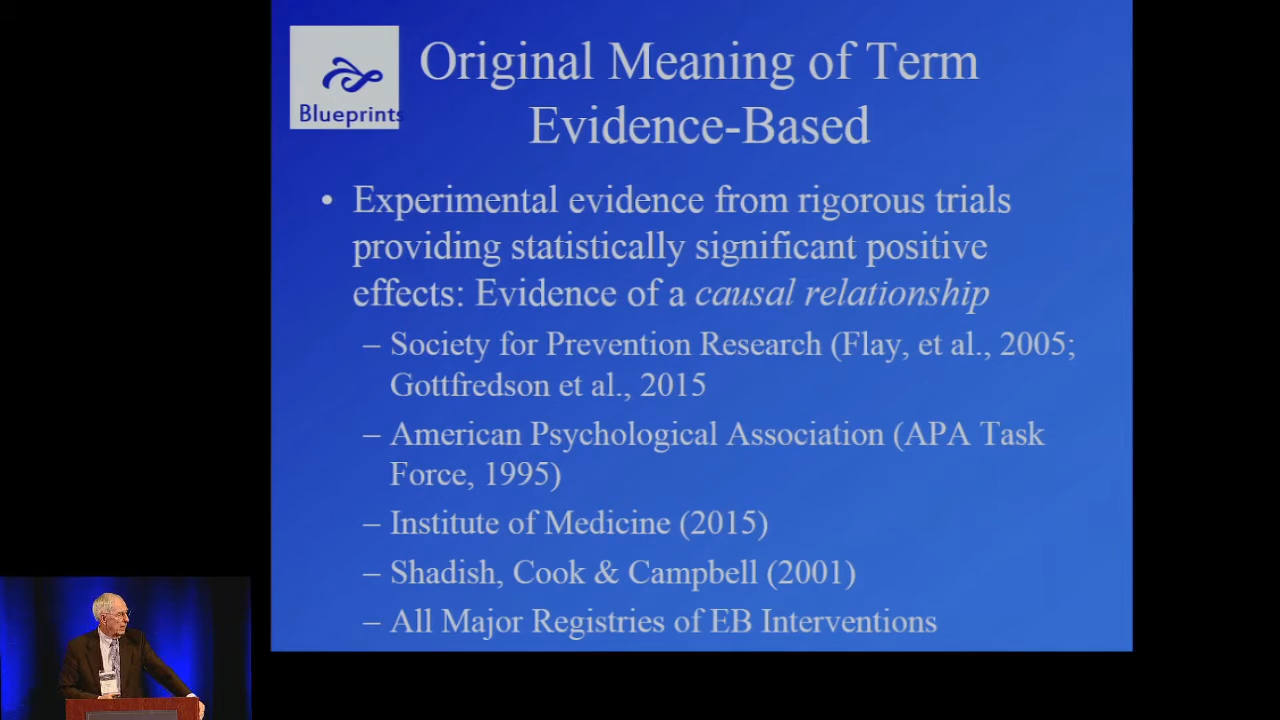 Blueprints
Original Meaning of Term
Evidence-Based
• Experimental evidence from rigorous trials
providing statistically significant positive
effects: Evidence of a causal relationship
– Society for Prevention Research (Flay, et al., 2005;
Gottfredson et al., 2015
– American Psychological Association (APA Task
Force, 1995)
– Institute of Medicine (2015)
– Shadish, Cook & Campbell (2001)
– All Major Registries of EB Interventions